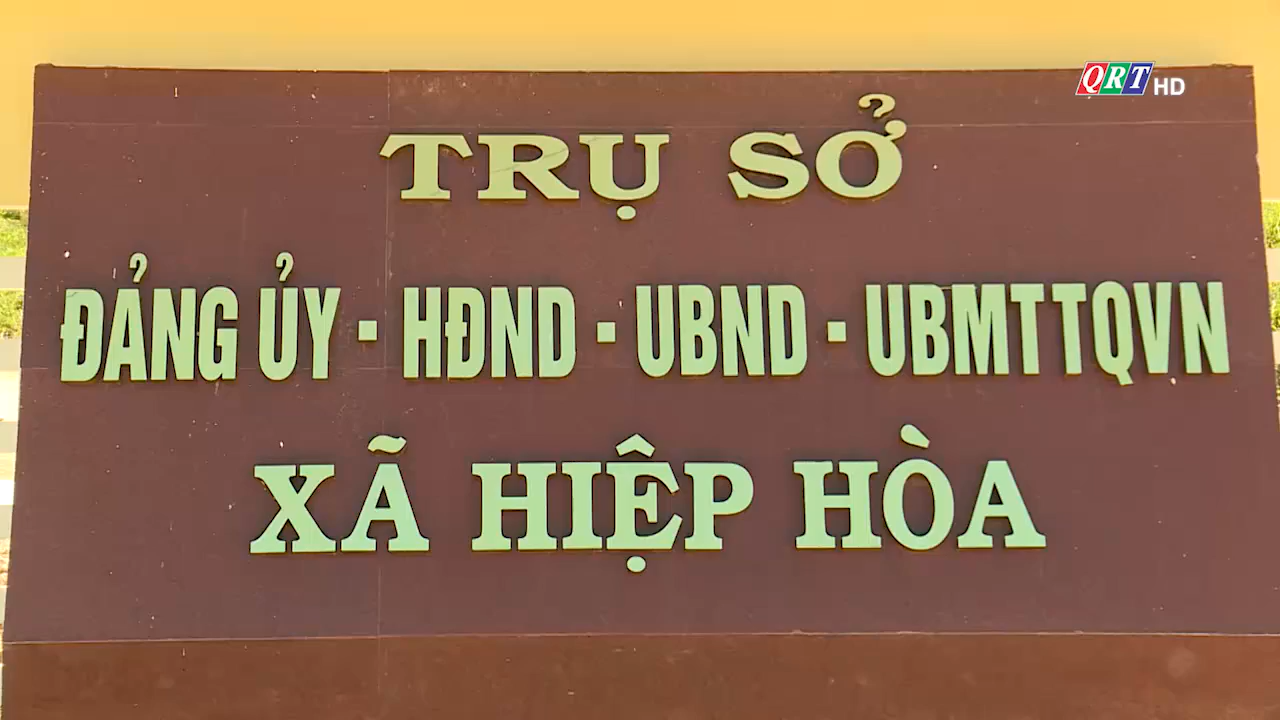 QRT HD
TRỤ SỞ
ĐẢNG ỦY - HĐND - UBND - UBMTTQVN
XÃ HIỆP HÒA